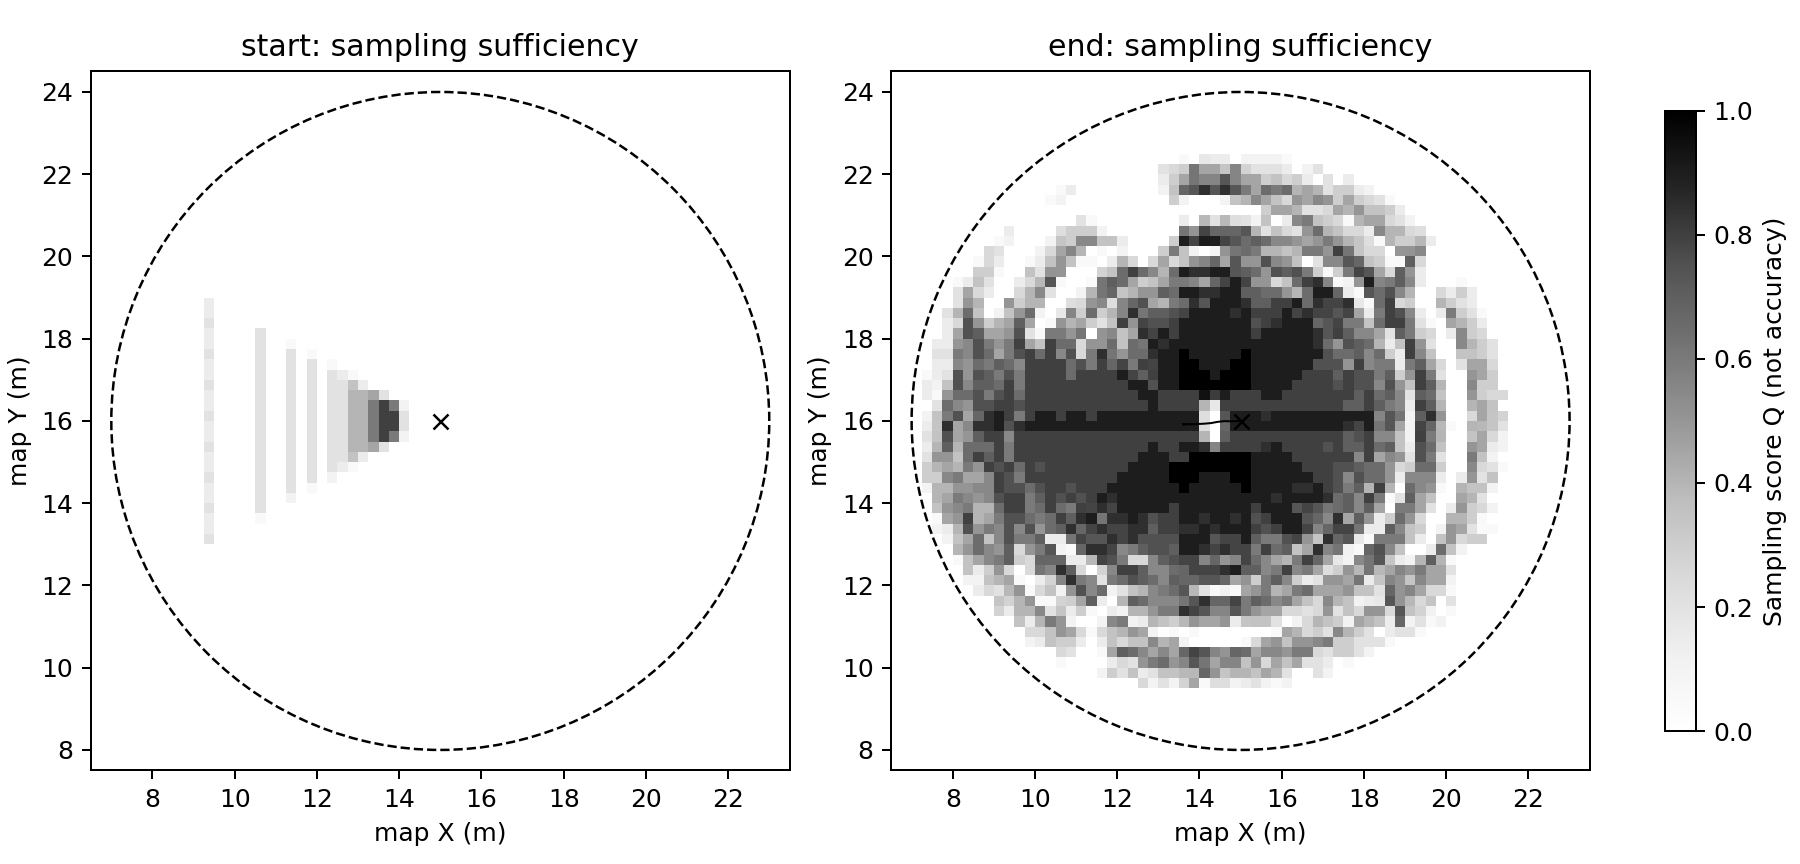 start: sampling sufficiency
end: sampling sufficiency
24
22
20
18
16
14
12
10
8
map Y (m)
8 10 12 14 16 18 20 22
map X (m)
24
22
20
18
16
14
12
10
8
map Y (m)
8 10 12 14 16 18 20 22
map X (m)
1.0
0.8
0.6
0.4
0.2
0.0
Sampling score Q (not accuracy)